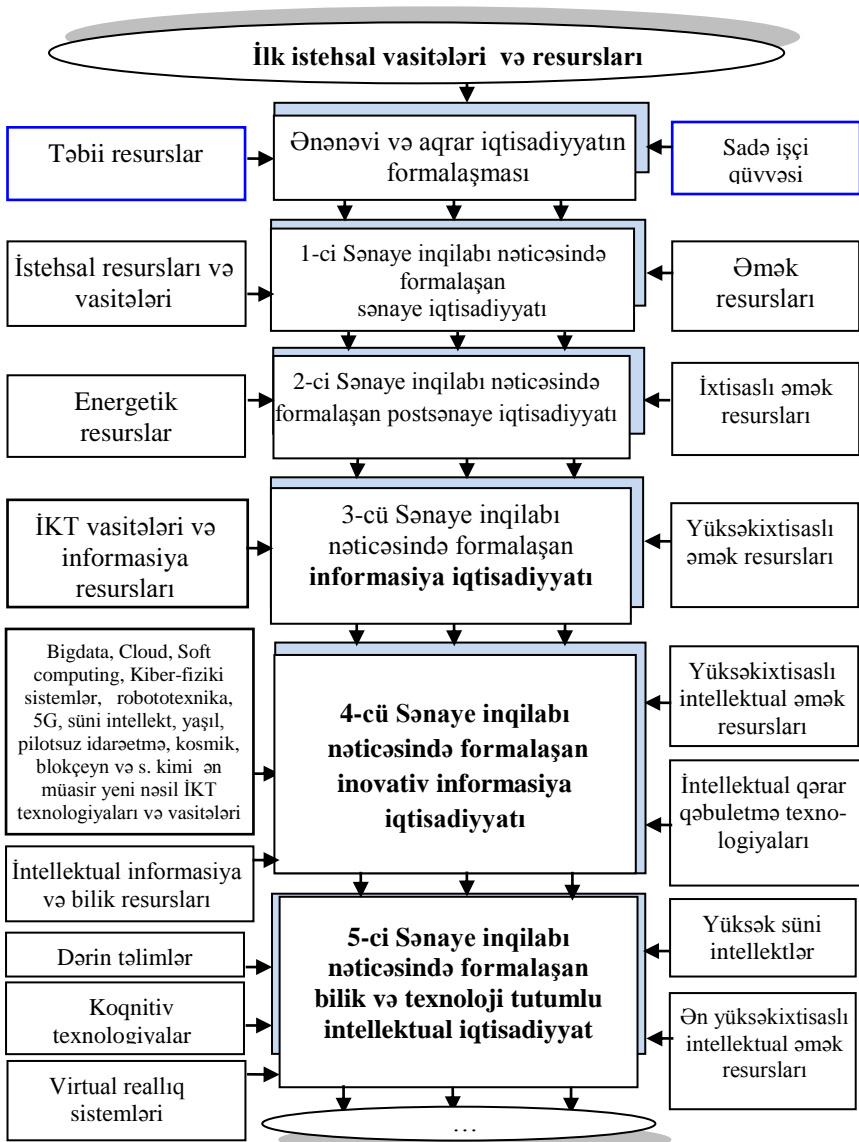 İlk istehsal vasitələri və resursları
Təbii resurslar
Ənənəvi və aqrar iqtisadiyyatın
formalaşması
Sadə işçi
qüvvəsi
İstehsal resursları və
vasitələri
1-ci Sənaye inqilabı nəticəsində
formalaşan
sənaye iqtisadiyyatı
Əmək
resursları
Energetik
resurslar
2-ci Sənaye inqilabı nəticəsində
formalaşan postsənaye iqtisadiyyatı
İxtisaslı əmək
resursları
İKT vasitələri və
informasiya
resursları
3-cü Sənaye inqilabı
nəticəsində formalaşan
informasiya iqtisadiyyatı
Yüksəkixtisaslı
əmək resursları
Bigdata, Cloud, Soft
computing, Kiber-fiziki
sistemlər, robototexnika,
5G, süni intellekt, yaşıl,
pilotsuz idarəetmə, kosmik,
blokçeyn və s. kimi ən
müasir yeni nəsil İKT
texnologiyaları və vasitələri
4-cü Sənaye inqilabı
nəticəsində formalaşan
inovativ informasiya
iqtisadiyyatı
Yüksəkixtisaslı
intellektual əmək
resursları
İntellektual qərar
qəbuletmə texno-
logiyaları
İntellektual informasiya
və bilik resursları
Dərin təlimlər
Koqnitiv
texnologiyalar
Virtual reallıq
sistemləri
5-ci Sənaye inqilabı
nəticəsində formalaşan
bilik və texnoloji tutumlu
intellektual iqtisadiyyat
Yüksək süni
intellektlər
Ən yüksəkixtisaslı
intellektual əmək
resursları
…